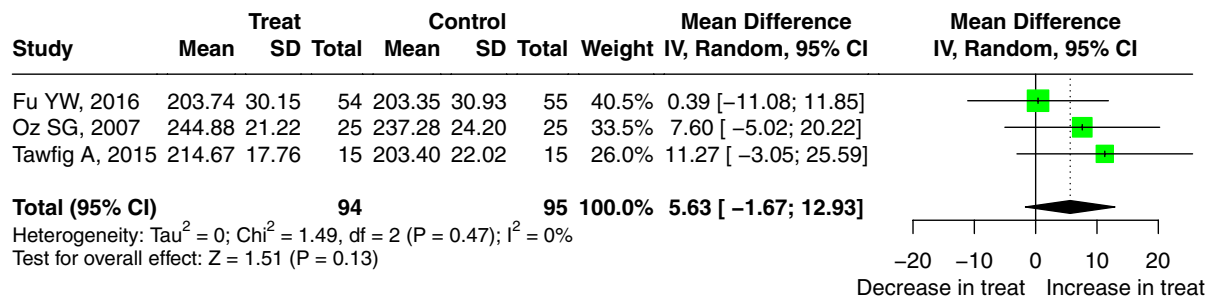 Treat Control Mean Difference Mean Difference
Study Mean SD Total Mean SD Total Weight IV, Random, 95% CI IV, Random, 95% CI
Fu YW, 2016 203.74 30.15 54 203.35 30.93 55 40.5% 0.39 [−11.08; 11.85]
Oz SG, 2007 244.88 21.22 25 237.28 24.20 25 33.5% 7.60 [ −5.02; 20.22]
Tawfig A, 2015 214.67 17.76 15 203.40 22.02 15 26.0% 11.27 [ −3.05; 25.59]
Total (95% CI) 94 95 100.0% 5.63 [ −1.67; 12.93]
Heterogeneity: Tau² = 0; Chi² = 1.49, df = 2 (P = 0.47); I² = 0%
Test for overall effect: Z = 1.51 (P = 0.13)
−20 −10 0 10 20
Decrease in treat Increase in treat